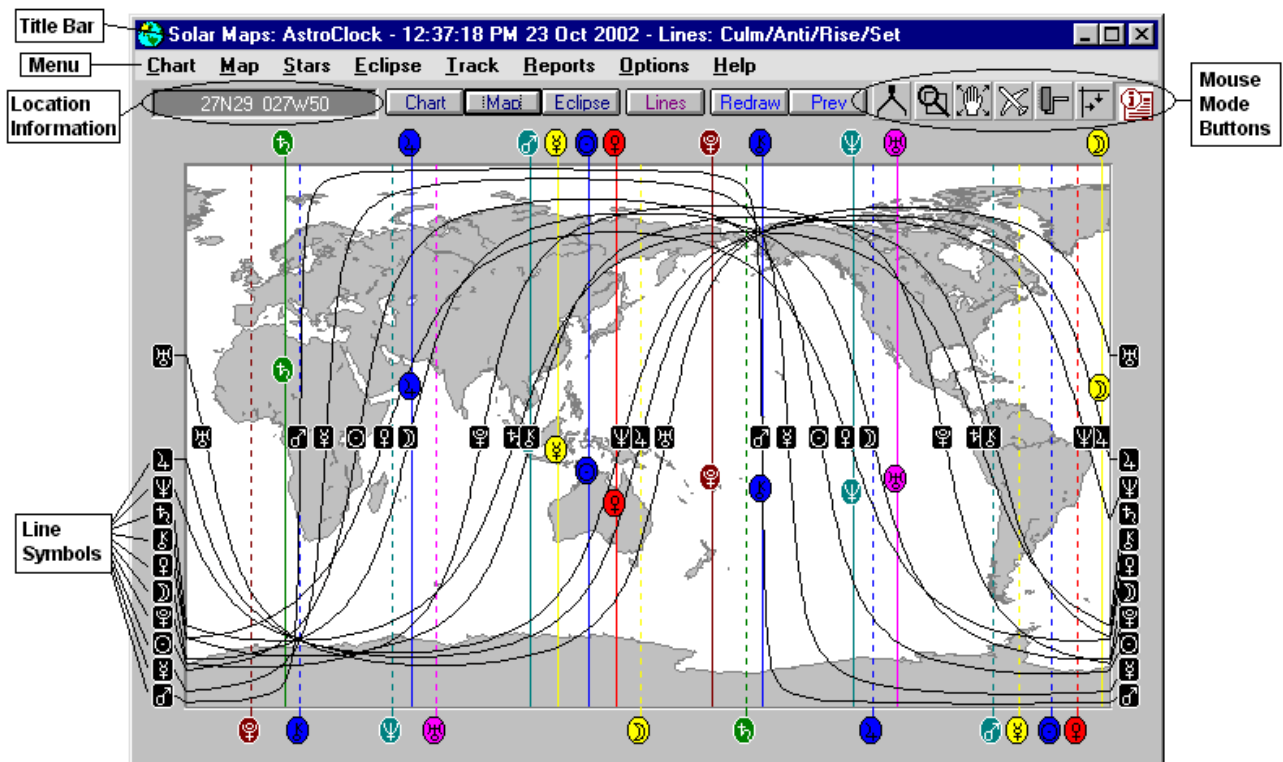 Title Bar
Solar Maps: AstroClock - 12:37:18 PM 23 Oct 2002 - Lines: Culm/Anti/Rise/Set
Menu
Chart Map Stars Eclipse Track Reports Options Help
Location Information
27N29 027W50
Chart Map Eclipse Lines Redraw Prev
Mouse Mode Buttons
Line Symbols